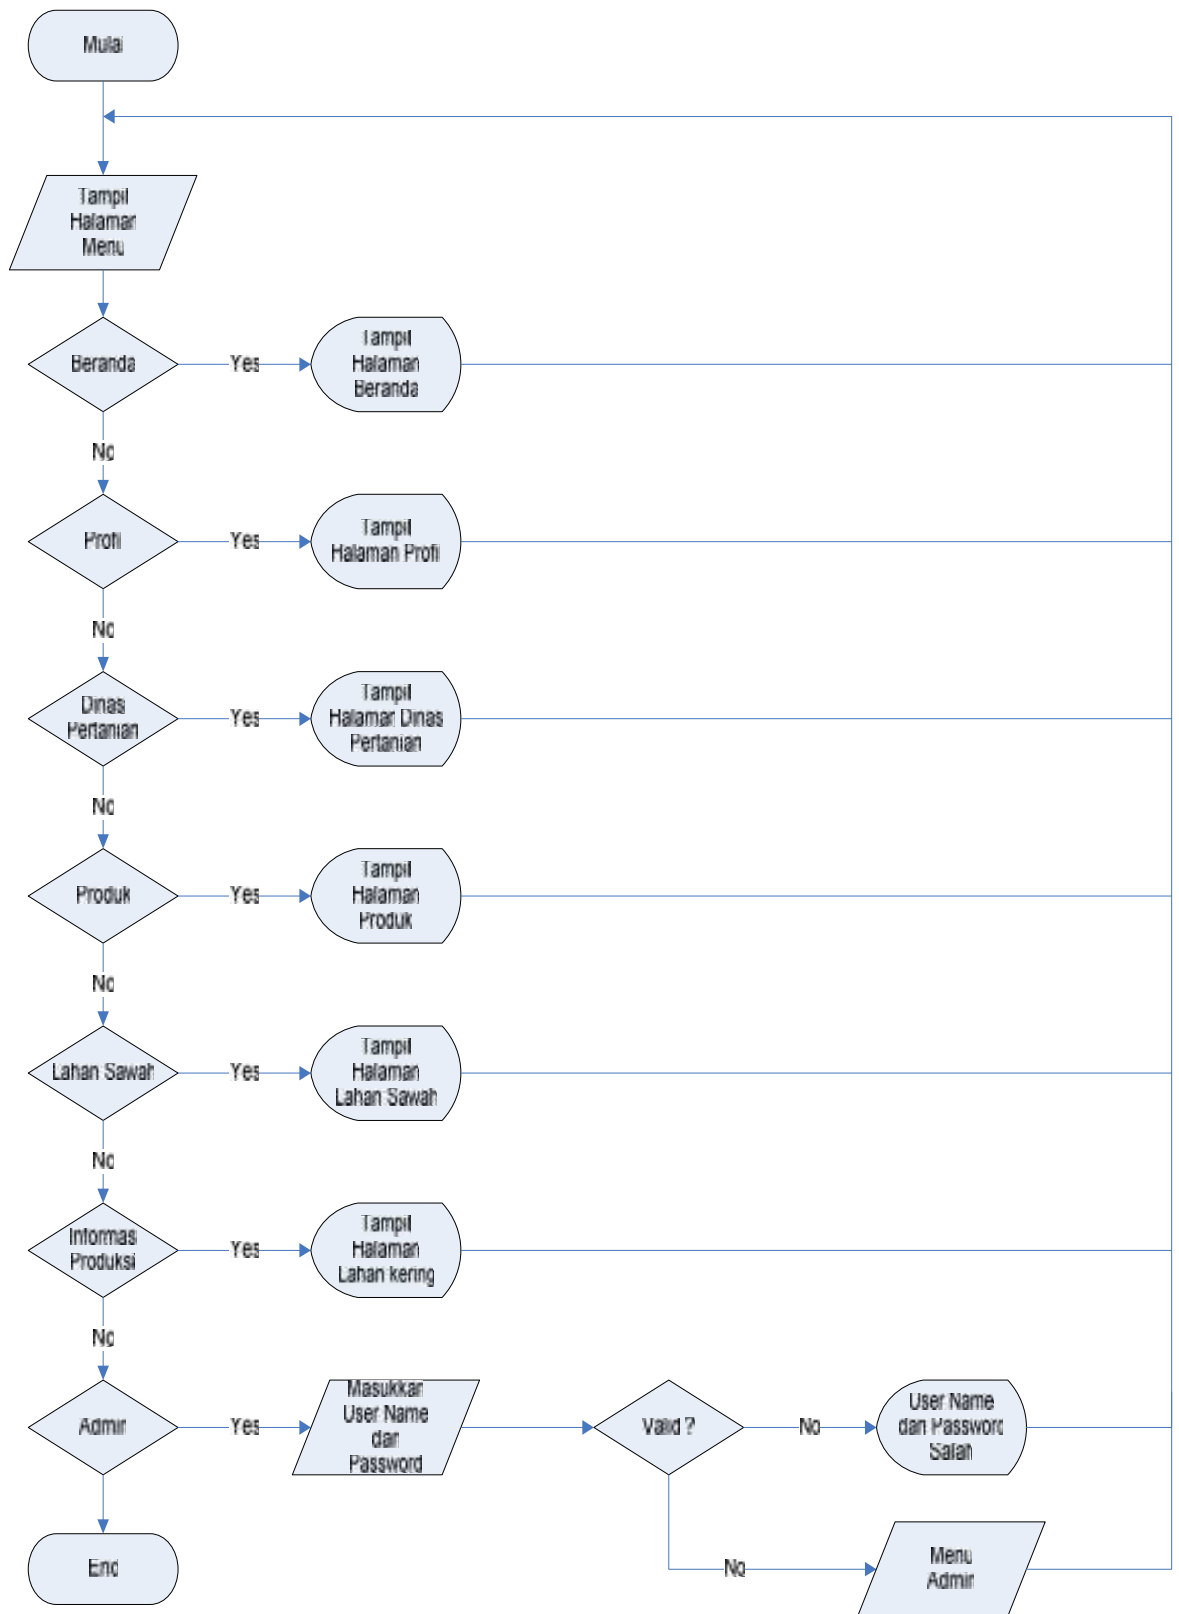 Mulai
Tampil
Halaman
Menu
Beranda
Yes
Tampil
Halaman
Beranda
No
Profil
Yes
Tampil
Halaman Profil
No
Dinas
Pertanian
Yes
Tampil
Halaman Dinas
Pertanian
No
Produk
Yes
Tampil
Halaman
Produk
No
Lahan Sawah
Yes
Tampil
Halaman
Lahan Sawah
No
Informasi
Produksi
Yes
Tampil
Halaman
Lahan kering
No
Admin
Yes
Masukkan
User Name
dan
Password
Valid ?
No
User Name
dan Password
Salah
End
No
Menu
Admin